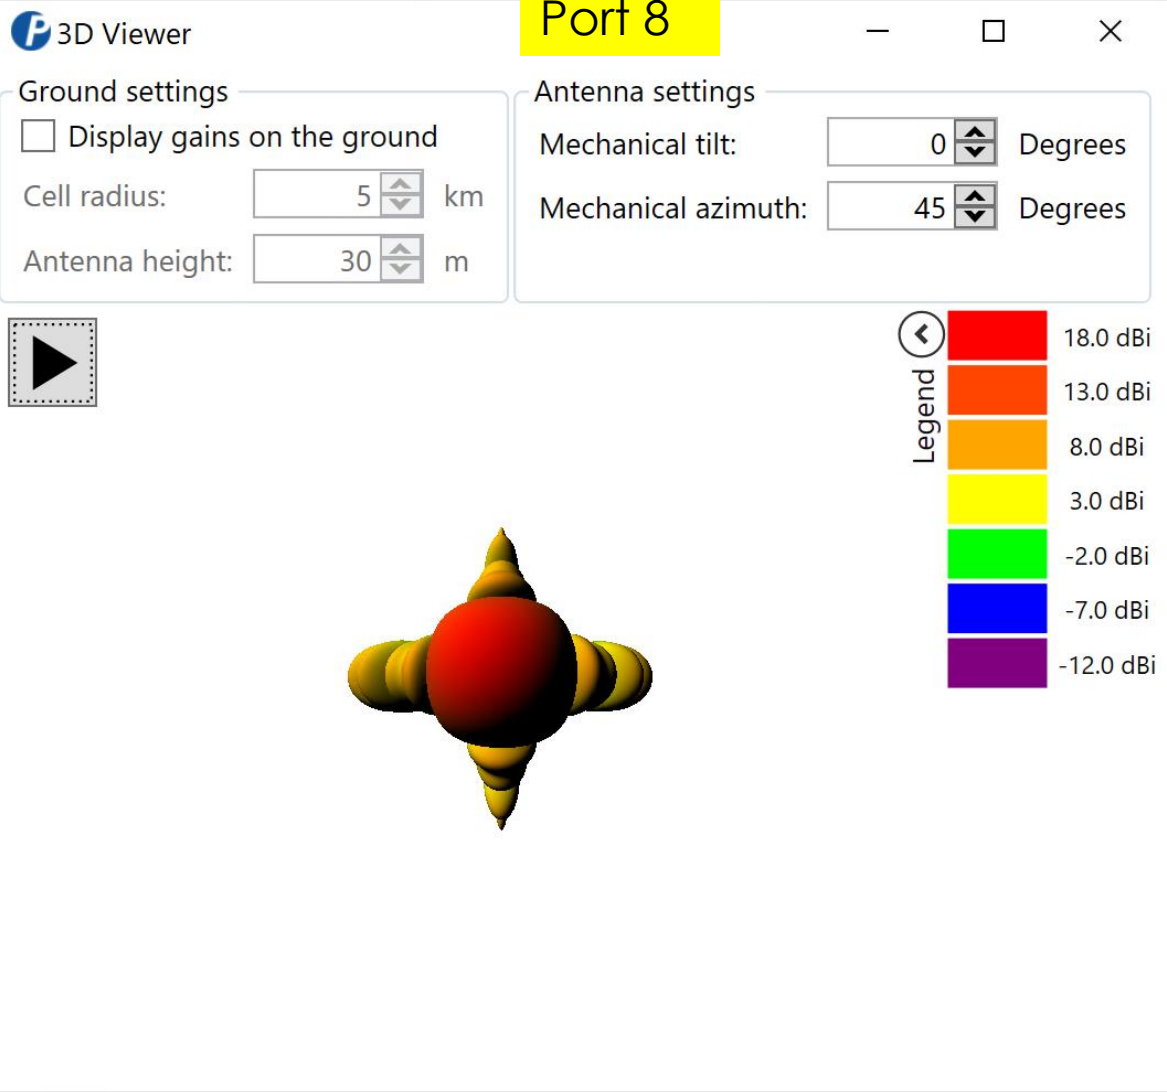 3D Viewer
Port 8
Ground settings
Display gains on the ground
Cell radius: 5 km
Antenna height: 30 m
Antenna settings
Mechanical tilt: 0 Degrees
Mechanical azimuth: 45 Degrees
Legend
18.0 dBi
13.0 dBi
8.0 dBi
3.0 dBi
-2.0 dBi
-7.0 dBi
-12.0 dBi